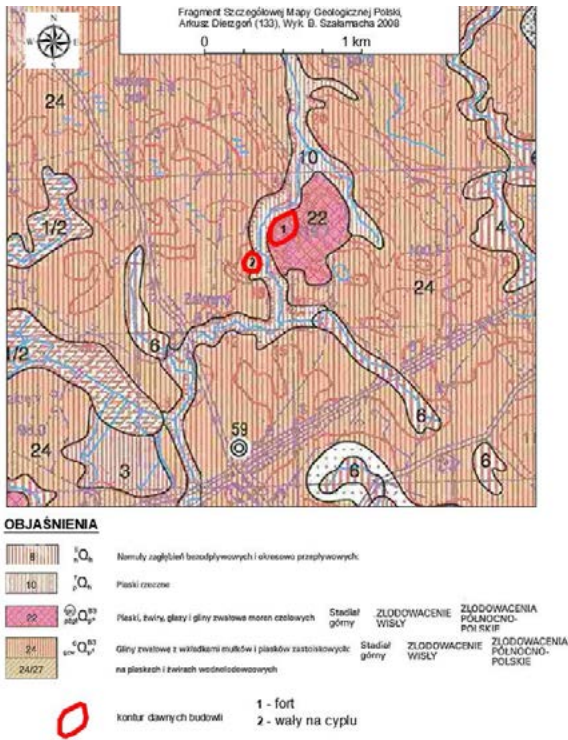 Fragment Szczegółowej Mapy Geologicznej Polski,
Arkusz Dzierzgoń (133), Wyk. B. Szałamacha 2008
0 1 km
N
W E
S
24
10
1/2
22
1
2
4
24
6
1/2
6
59
24
3
6
6
OBJAŚNIENIA
8 Namuły zagłębień bezodpływowych i okresowo przepływowych:
10 Piaski rzeczne
22 Piaski, żwiry, głazy i gliny zwałowe moren czołowych Stadiał górny ZLODOWACENIE WISŁY ZLODOWACENIA PÓŁNOCNO-POLSKIE
24 Gliny zwałowe z wkładkami mułków i piasków zastoiskowych: Stadiał górny ZLODOWACENIE WISŁY ZLODOWACENIA PÓŁNOCNO-POLSKIE
24/27 na piaskach i żwirach wodnolodowcowych
kontur dawnych budowli
1 - fort
2 - wały na cyplu